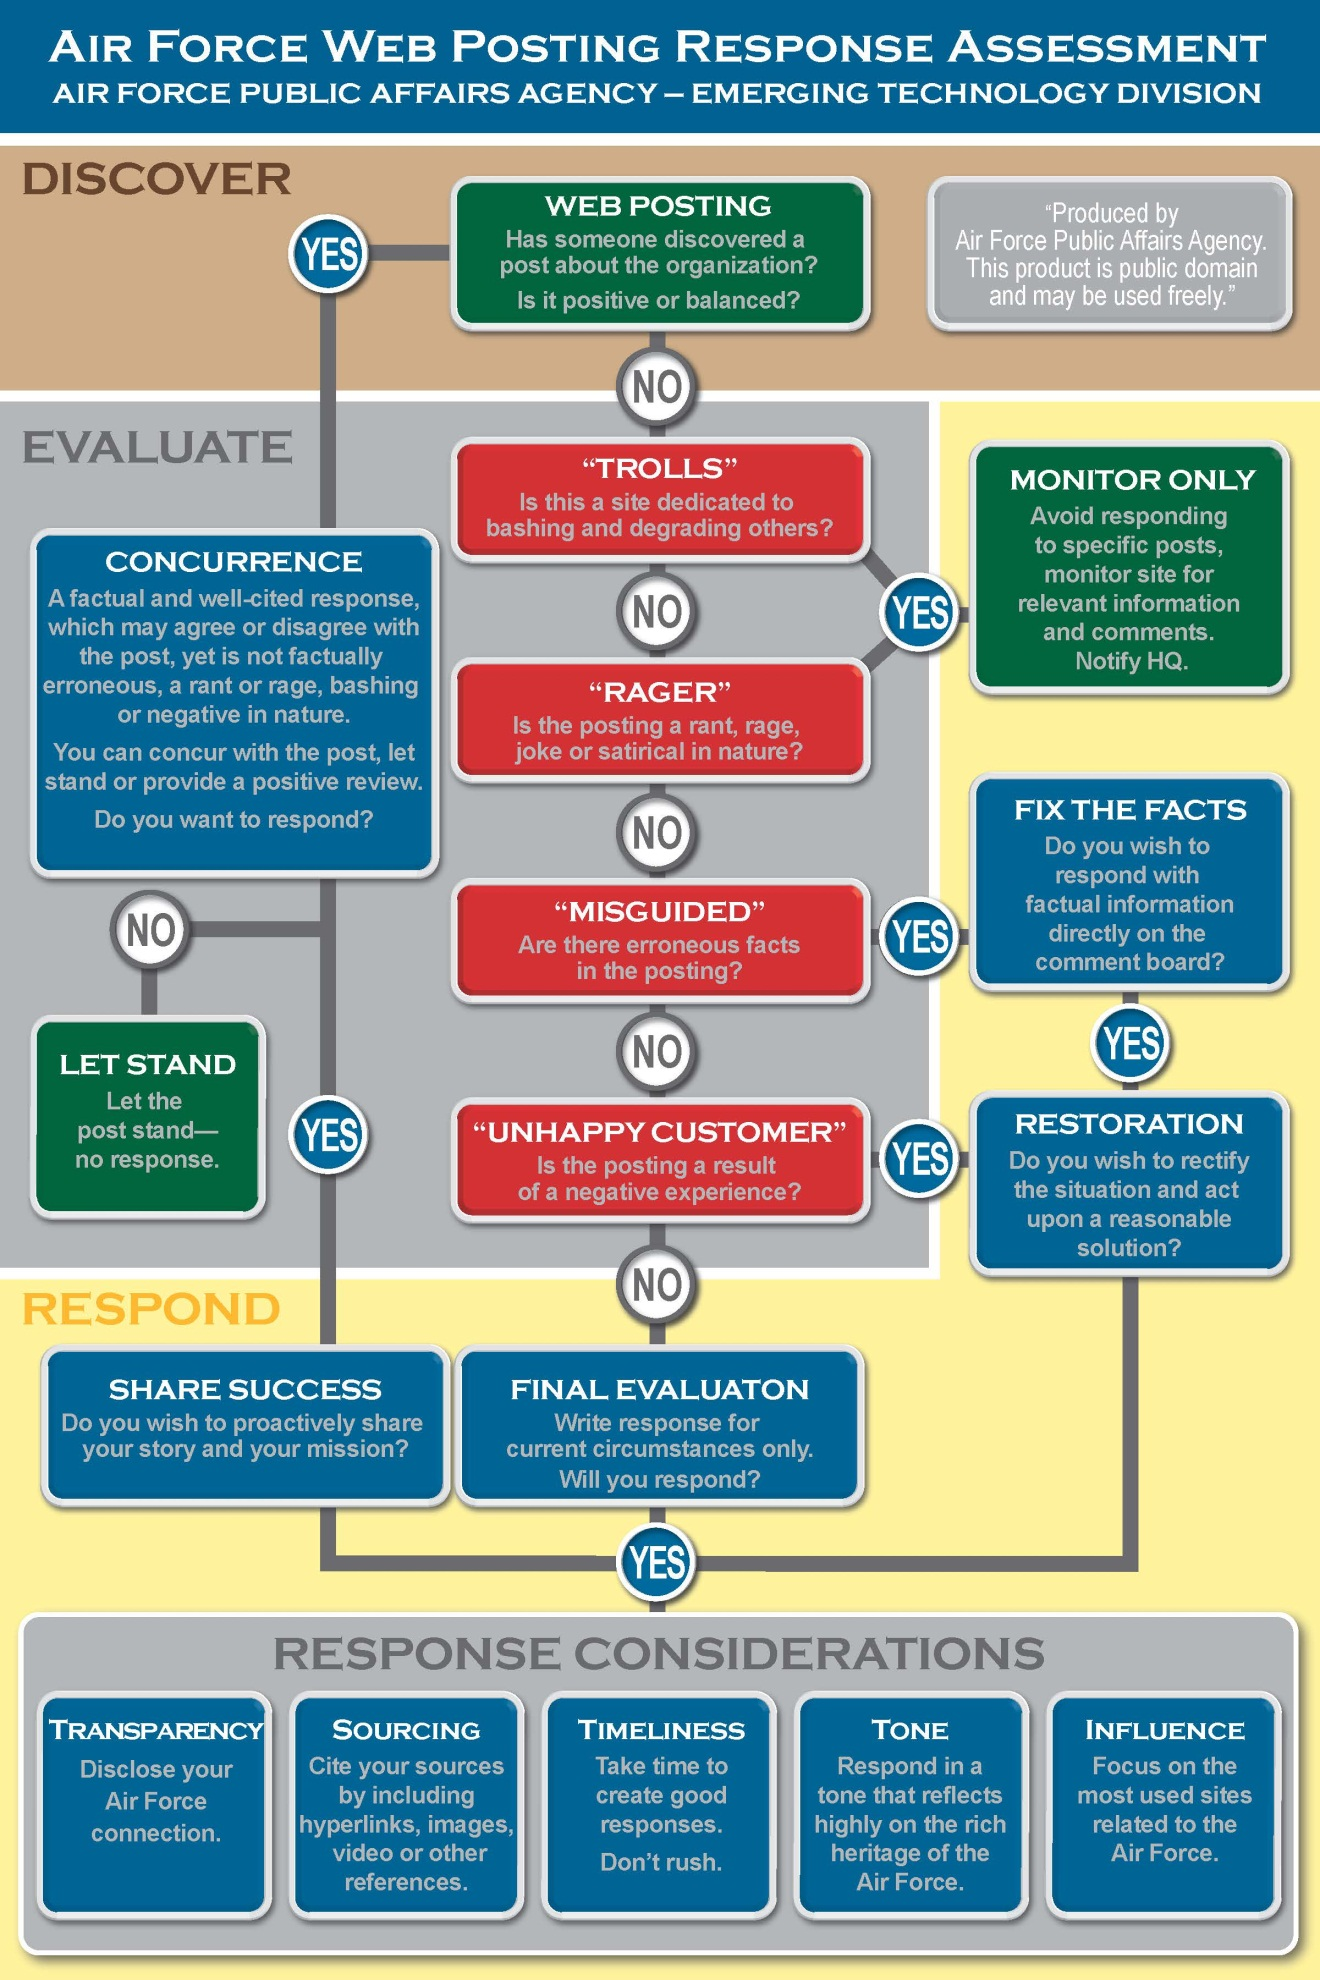 AIR FORCE WEB POSTING RESPONSE ASSESSMENT
AIR FORCE PUBLIC AFFAIRS AGENCY – EMERGING TECHNOLOGY DIVISION
DISCOVER
WEB POSTING
Has someone discovered a
post about the organization?
Is it positive or balanced?
YES
“Produced by
Air Force Public Affairs Agency.
This product is public domain
and may be used freely.”
NO
EVALUATE
“TROLLS”
Is this a site dedicated to
bashing and degrading others?
MONITOR ONLY
Avoid responding
to specific posts,
monitor site for
relevant information
and comments.
Notify HQ.
CONCURRENCE
A factual and well-cited response,
which may agree or disagree with
the post, yet is not factually
erroneous, a rant or rage, bashing
or negative in nature.
You can concur with the post, let
stand or provide a positive review.
Do you want to respond?
NO
YES
“RAGER”
Is the posting a rant, rage,
joke or satirical in nature?
NO
FIX THE FACTS
Do you wish to
respond with
factual information
directly on the
comment board?
“MISGUIDED”
Are there erroneous facts
in the posting?
YES
NO
LET STAND
Let the
post stand—
no response.
YES
NO
YES
“UNHAPPY CUSTOMER”
Is the posting a result
of a negative experience?
YES
RESTORATION
Do you wish to rectify
the situation and act
upon a reasonable
solution?
NO
RESPOND
SHARE SUCCESS
Do you wish to proactively share
your story and your mission?
FINAL EVALUATON
Write response for
current circumstances only.
Will you respond?
YES
RESPONSE CONSIDERATIONS
TRANSPARENCY
Disclose your
Air Force
connection.
SOURCING
Cite your sources
by including
hyperlinks, images,
video or other
references.
TIMELINESS
Take time to
create good
responses.
Don’t rush.
TONE
Respond in a
tone that reflects
highly on the rich
heritage of the
Air Force.
INFLUENCE
Focus on the
most used sites
related to the
Air Force.